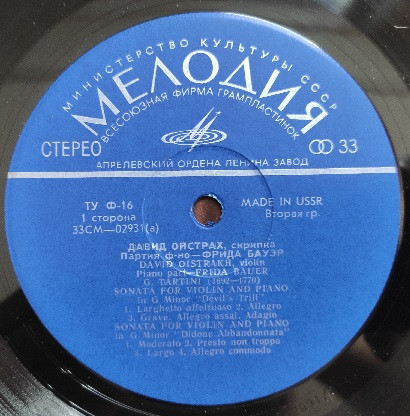 МИНИСТЕРСТВО КУЛЬТУРЫ СССР
МЕЛОДИЯ
ВСЕСОЮЗНАЯ ФИРМА ГРАМПЛАСТИНОК
СТЕРЕО
33
АПРЕЛЕВСКИЙ ОРДЕНА ЛЕНИНА ЗАВОД
ТУ Ф-16
MADE IN USSR
1 сторона
Вторая гр.
33СМ—02931(а)
ДАВИД ОЙСТРАХ, скрипка
Партия ф-но—ФРИДА БАУЭР
DAVID OISTRAKH, violin
Piano part—FRIDA BAUER
G. TARTINI (1692—1770)
SONATA FOR VIOLIN AND PIANO
in G Minor "Devil's Trill"
1. Larghetto affettuoso 2. Allegro
3. Grave. Allegro assai. Adagio
SONATA FOR VIOLIN AND PIANO
in G Minor "Didone Abbandonnata"
1. Moderato 2. Presto non troppo
3. Largo 4. Allegro commodo